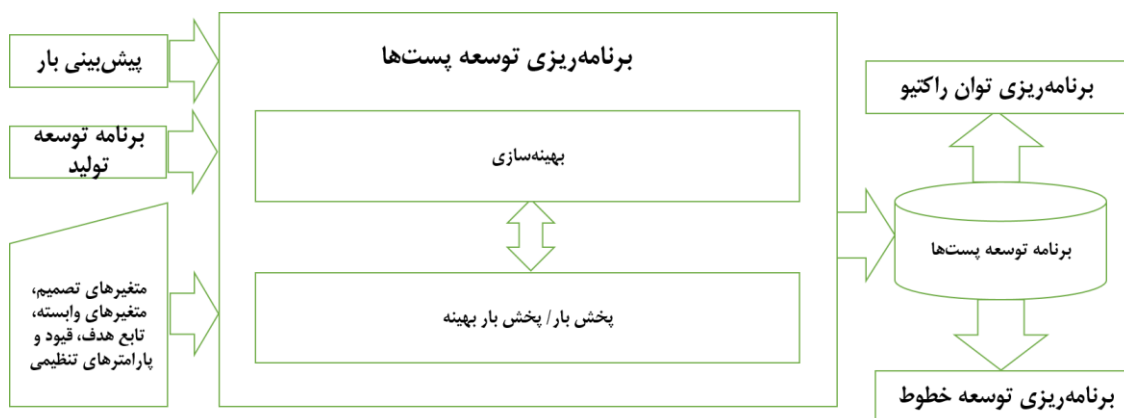 پیش‌بینی بار
برنامه توسعه
تولید
متغیرهای تصمیم،
متغیرهای وابسته،
تابع هدف، قیود و
پارامترهای تنظیمی
برنامه‌ریزی توسعه پست‌ها
بهینه‌سازی
پخش بار/ پخش بار بهینه
برنامه‌ریزی توان راکتیو
برنامه توسعه پست‌ها
برنامه‌ریزی توسعه خطوط